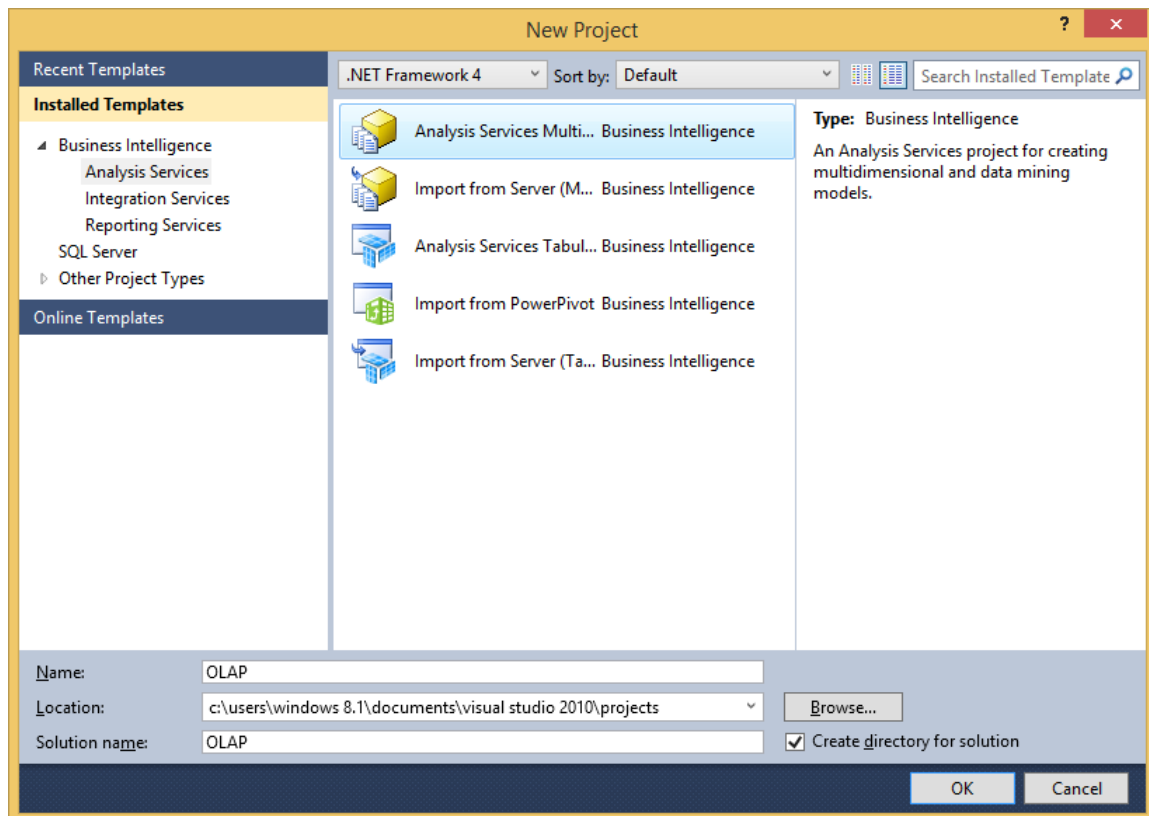 New Project
?
Recent Templates
Installed Templates
Business Intelligence
Analysis Services
Integration Services
Reporting Services
SQL Server
Other Project Types
Online Templates
.NET Framework 4 Sort by: Default
Search Installed Template
Analysis Services Multi... Business Intelligence
Import from Server (M... Business Intelligence
Analysis Services Tabul... Business Intelligence
Import from PowerPivot Business Intelligence
Import from Server (Ta... Business Intelligence
Type: Business Intelligence
An Analysis Services project for creating
multidimensional and data mining
models.
Name: OLAP
Location: c:\users\windows 8.1\documents\visual studio 2010\projects Browse...
Solution name: OLAP Create directory for solution
OK Cancel